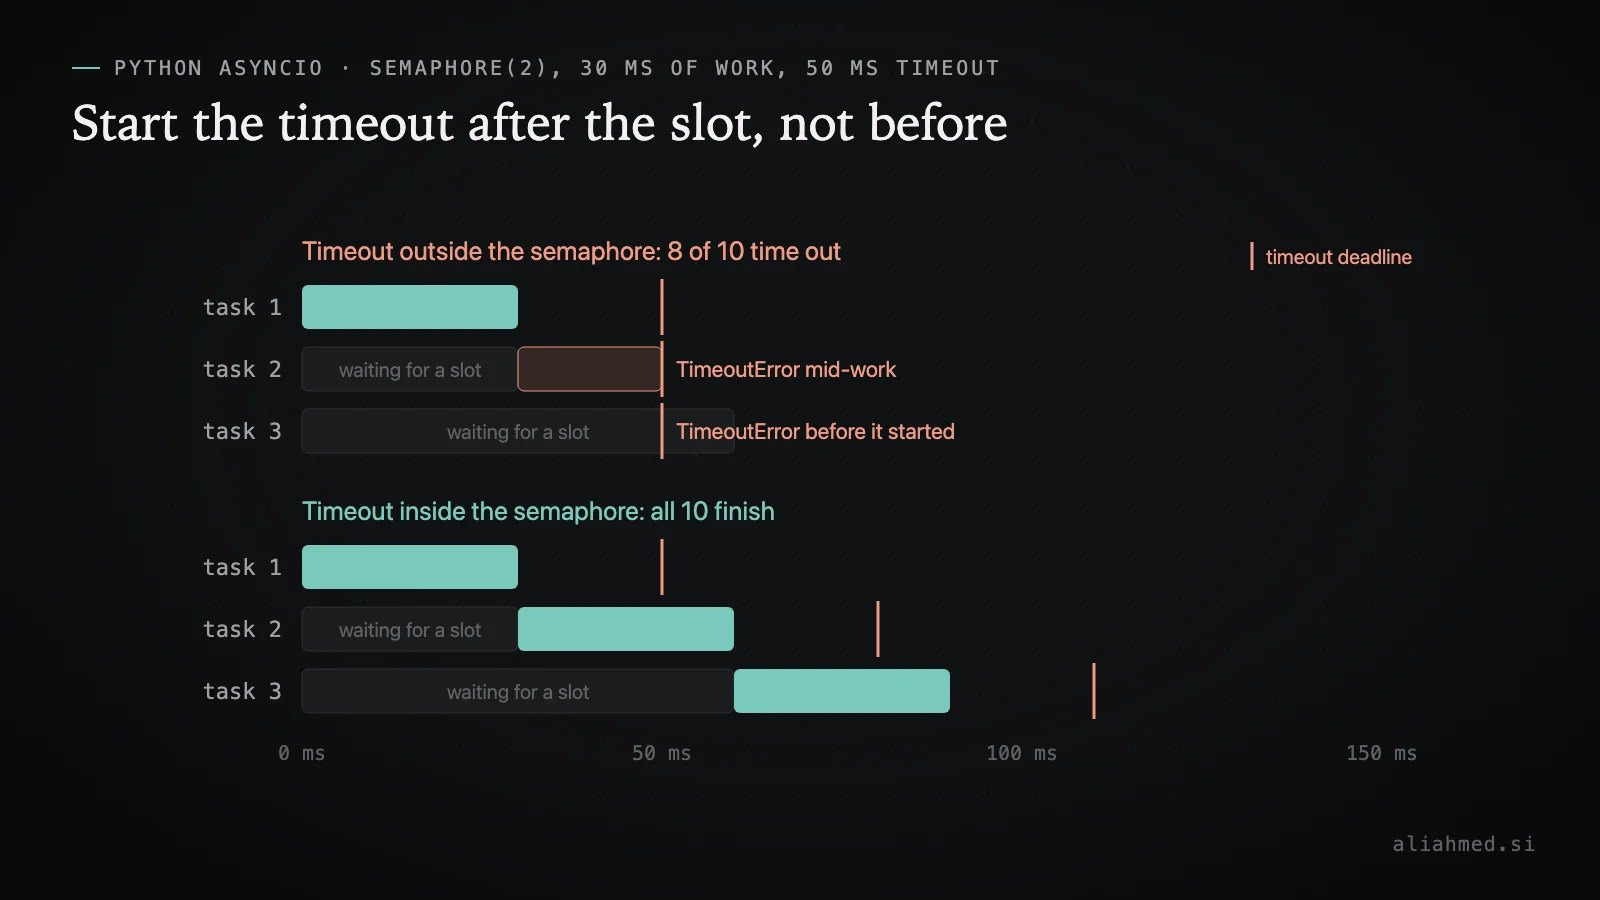 PYTHON ASYNCIO · SEMAPHORE(2), 30 MS OF WORK, 50 MS TIMEOUT
Start the timeout after the slot, not before
Timeout outside the semaphore: 8 of 10 time out
timeout deadline
task 1
task 2
waiting for a slot
TimeoutError mid-work
task 3
waiting for a slot
TimeoutError before it started
Timeout inside the semaphore: all 10 finish
task 1
task 2
waiting for a slot
task 3
waiting for a slot
0 ms
50 ms
100 ms
150 ms
aliahmed.si